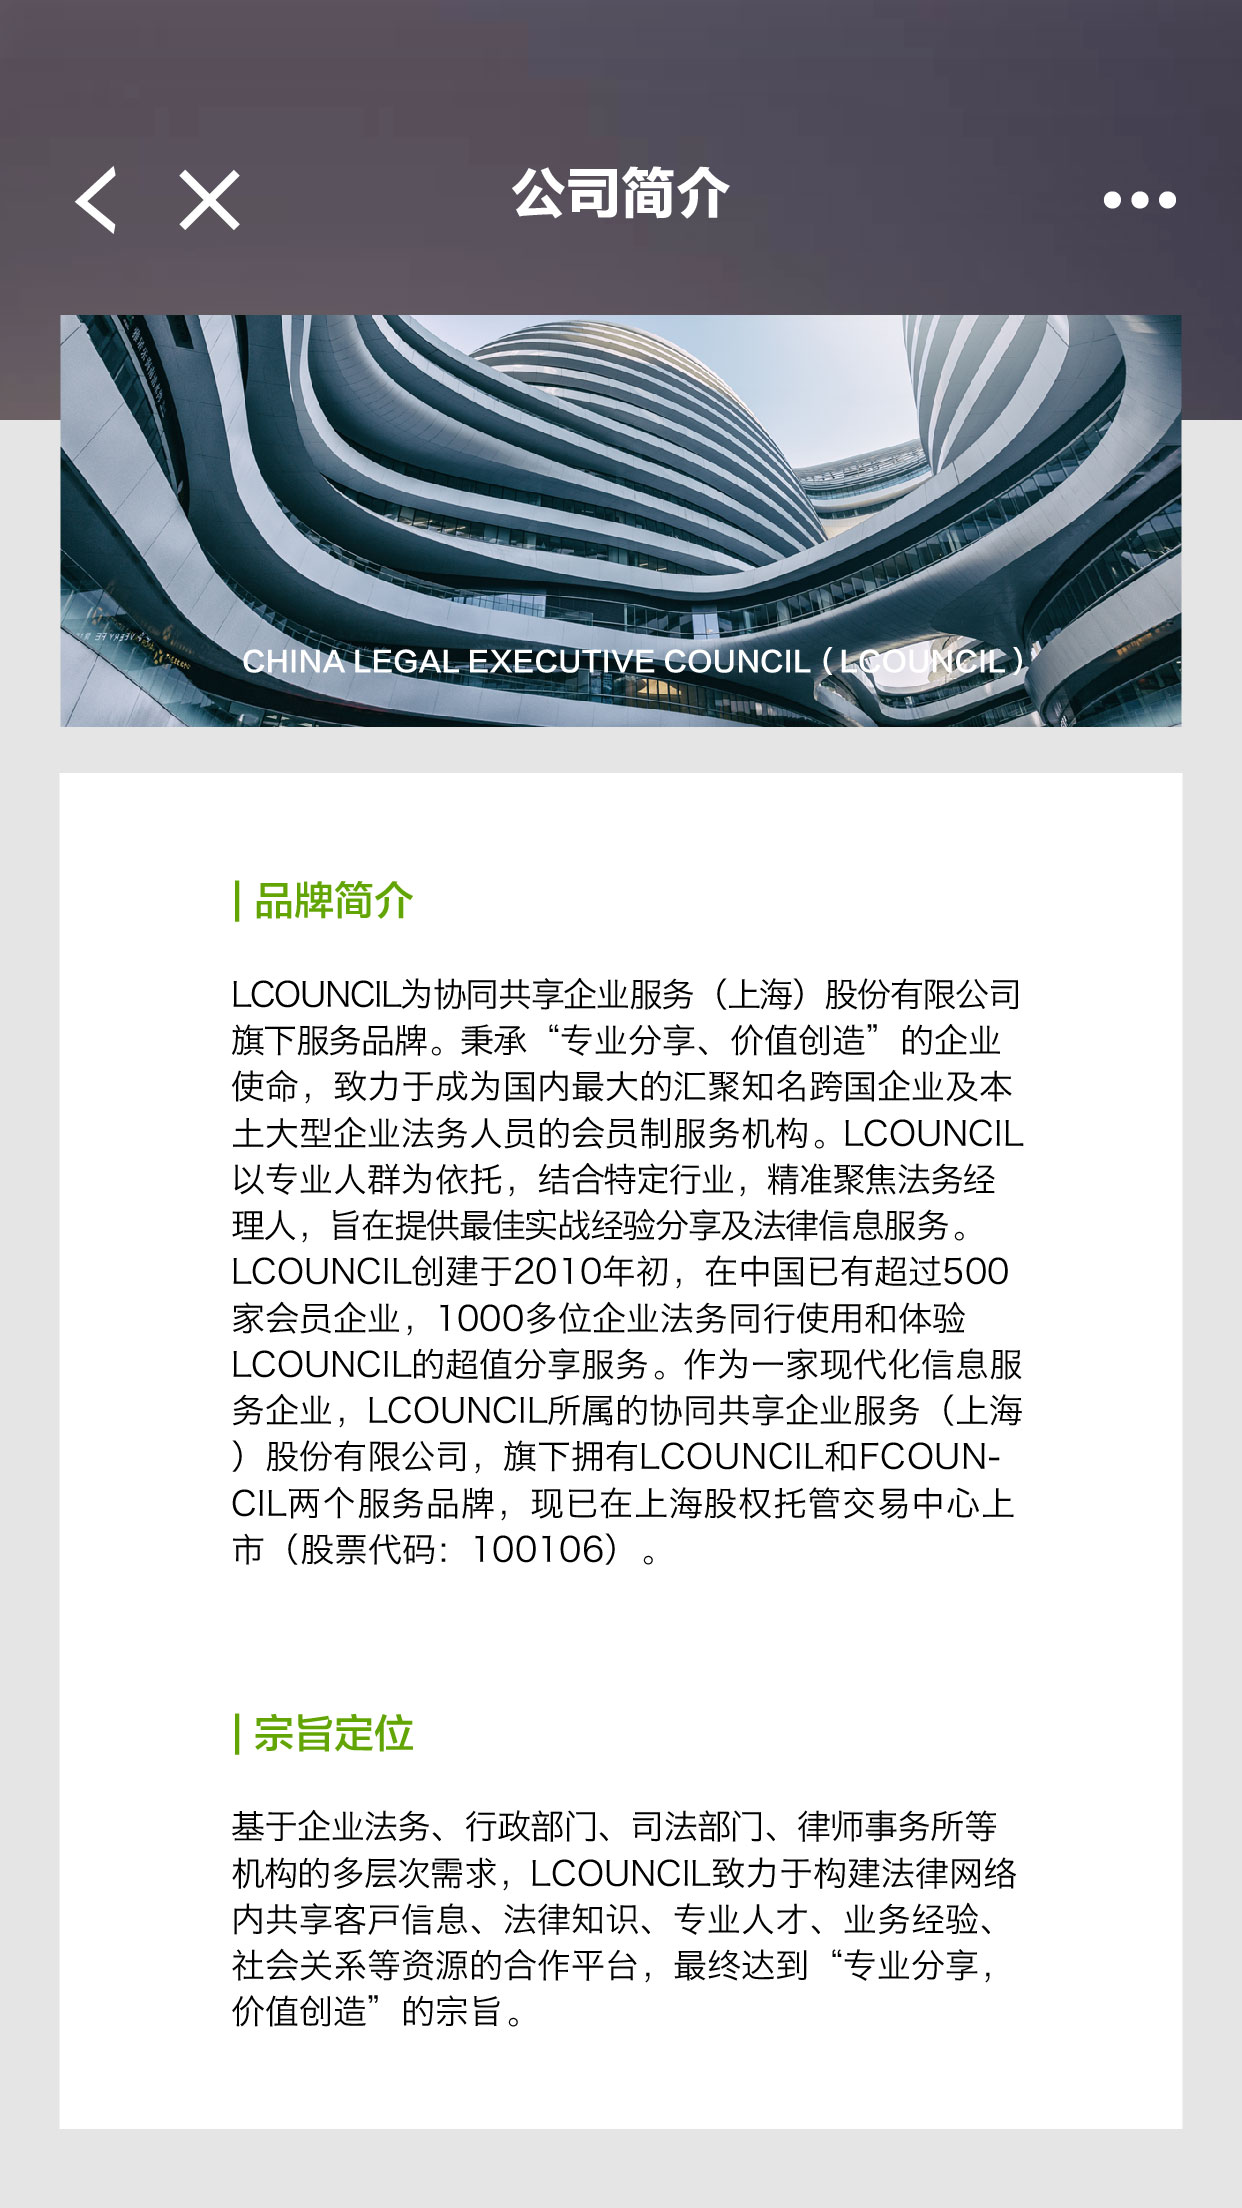 公司简介
CHINA LEGAL EXECUTIVE COUNCIL（LCOUNCIL）
品牌简介
LCOUNCIL为协同共享企业服务（上海）股份有限公司
旗下服务品牌。秉承“专业分享、价值创造”的企业
使命，致力于成为国内最大的汇聚知名跨国企业及本
土大型企业法务人员的会员制服务机构。LCOUNCIL
以专业人群为依托，结合特定行业，精准聚焦法务经
理人，旨在提供最佳实战经验分享及法律信息服务。
LCOUNCIL创建于2010年初，在中国已有超过500
家会员企业，1000多位企业法务同行使用和体验
LCOUNCIL的超值分享服务。作为一家现代化信息服
务企业，LCOUNCIL所属的协同共享企业服务（上海
）股份有限公司，旗下拥有LCOUNCIL和FCOUN-
CIL两个服务品牌，现已在上海股权托管交易中心上
市（股票代码：100106）。
宗旨定位
基于企业法务、行政部门、司法部门、律师事务所等
机构的多层次需求，LCOUNCIL致力于构建法律网络
内共享客戸信息、法律知识、专业人才、业务经验、
社会关系等资源的合作平台，最终达到“专业分享，
价值创造”的宗旨。